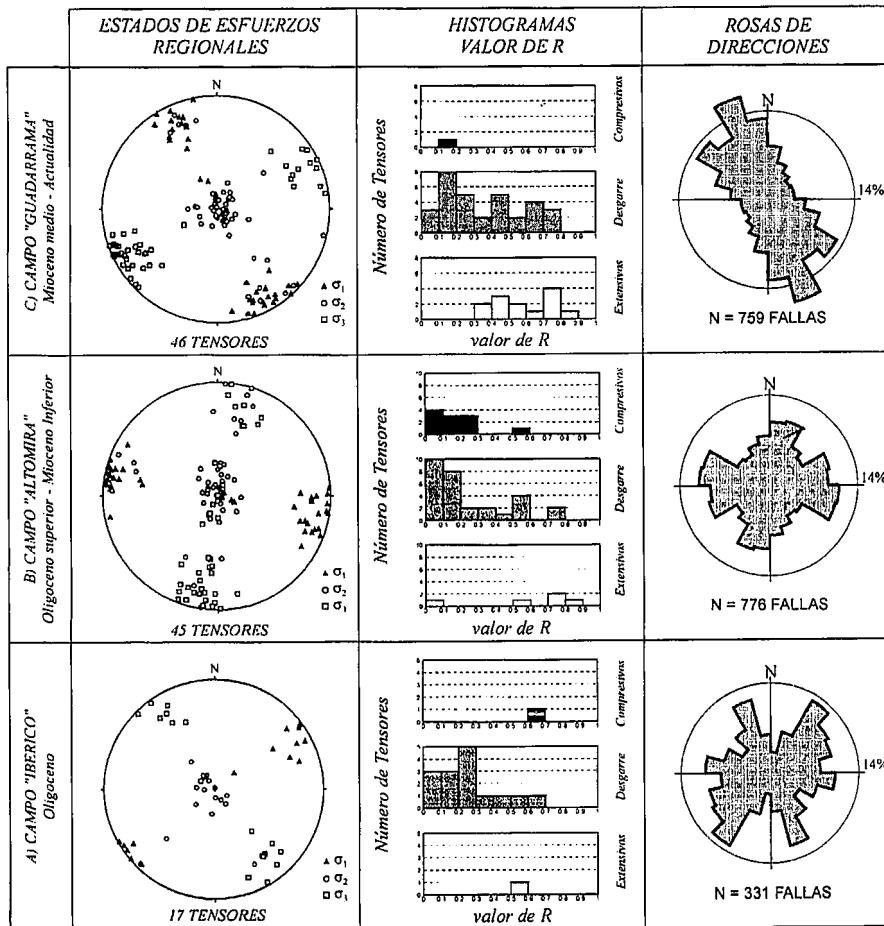 ESTADOS DE ESFUERZOS
REGIONALES
HISTOGRAMAS
VALOR DE R
ROSAS DE
DIRECCIONES
C) CAMPO "GUADARRAMA"
Mioceno medio - Actualidad
N
σ1
σ2
σ3
46 TENSORES
Número de Tensores
Compresivos
Desgarre
Extensivos
valor de R
N
14%
N = 759 FALLAS
B) CAMPO "ALTOMIRA"
Oligoceno superior - Mioceno Inferior
N
σ1
σ2
σ1
45 TENSORES
Número de Tensores
Compresivos
Desgarre
Extensivos
valor de R
N
14%
N = 776 FALLAS
A) CAMPO "IBERICO"
Oligoceno
N
σ1
σ2
σ3
17 TENSORES
Número de Tensores
Compresivos
Desgarre
Extensivos
valor de R
N
14%
N = 331 FALLAS